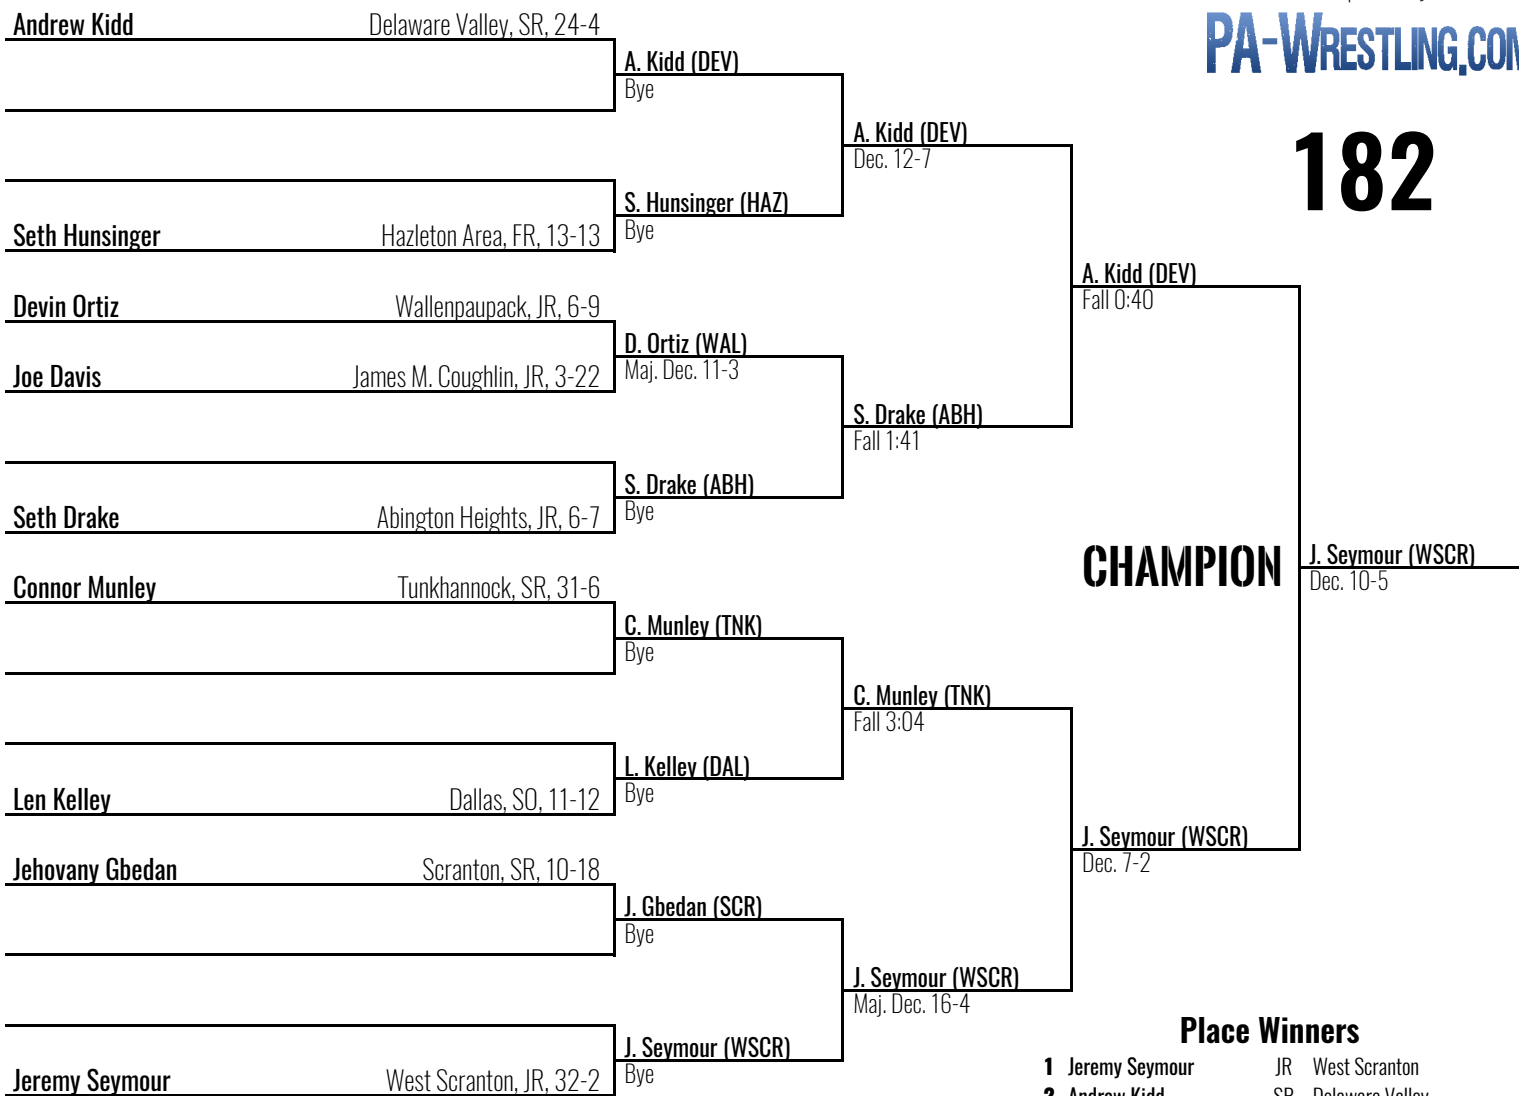 PA-WRESTLING.COM
182
Andrew Kidd Delaware Valley, SR, 24-4
A. Kidd (DEV)
Bye
A. Kidd (DEV)
Dec. 12-7
S. Hunsinger (HAZ)
Bye
Seth Hunsinger Hazleton Area, FR, 13-13
A. Kidd (DEV)
Fall 0:40
Devin Ortiz Wallenpaupack, JR, 6-9
D. Ortiz (WAL)
Maj. Dec. 11-3
Joe Davis James M. Coughlin, JR, 3-22
S. Drake (ABH)
Fall 1:41
S. Drake (ABH)
Bye
Seth Drake Abington Heights, JR, 6-7
CHAMPION
J. Seymour (WSCR)
Dec. 10-5
Connor Munley Tunkhannock, SR, 31-6
C. Munley (TNK)
Bye
C. Munley (TNK)
Fall 3:04
L. Kelley (DAL)
Bye
Len Kelley Dallas, SO, 11-12
J. Seymour (WSCR)
Dec. 7-2
Jehovany Gbedan Scranton, SR, 10-18
J. Gbedan (SCR)
Bye
J. Seymour (WSCR)
Maj. Dec. 16-4
J. Seymour (WSCR)
Bye
Jeremy Seymour West Scranton, JR, 32-2
Place Winners
1 Jeremy Seymour JR West Scranton
2 Andrew Kidd SR Delaware Valley